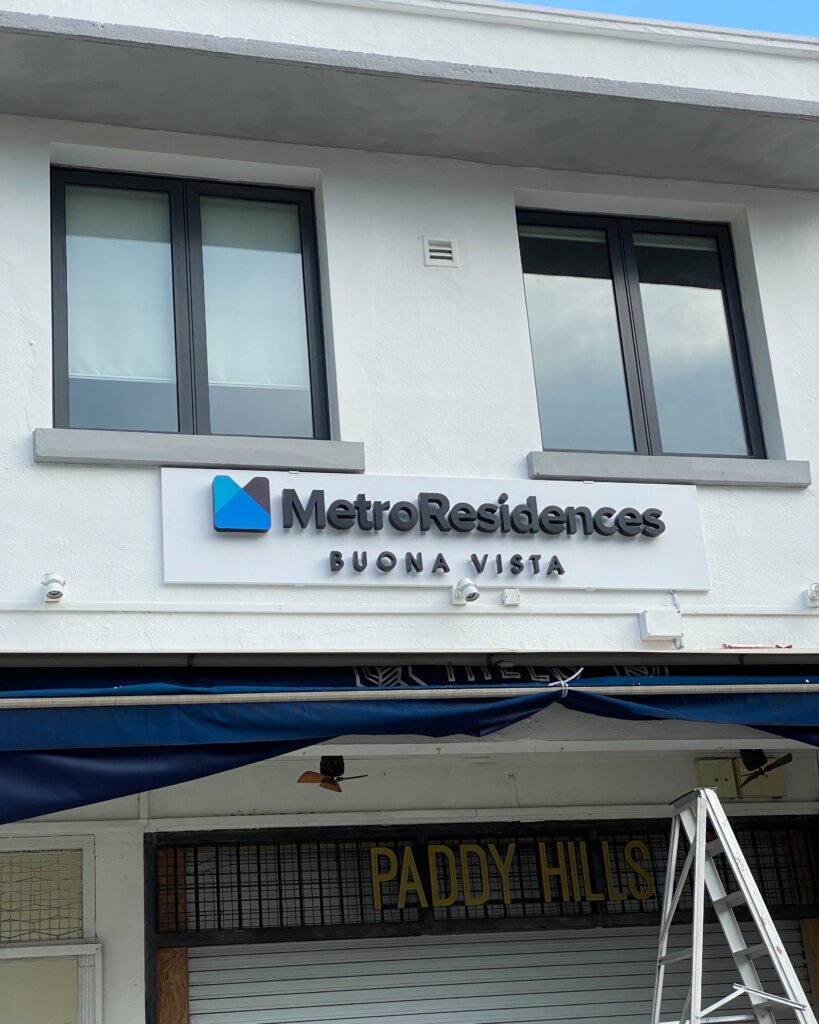 MetroResidences
BUONA VISTA
PADDY HILLS